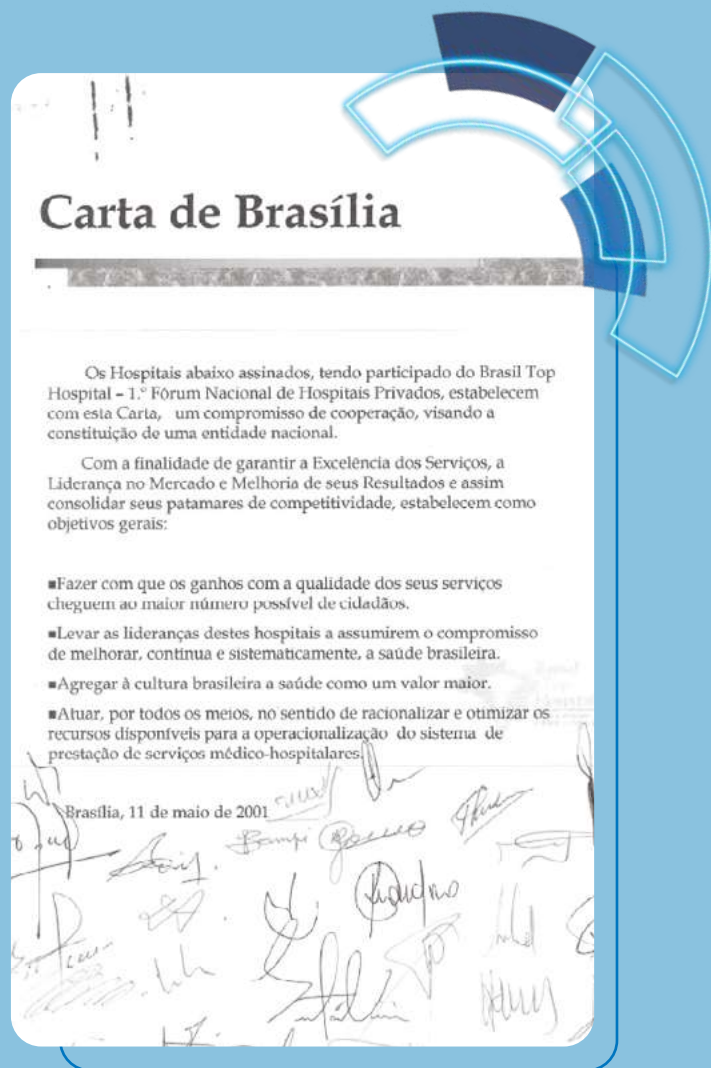 Carta de Brasília
Os Hospitais abaixo assinados, tendo participado do Brasil Top
Hospital – 1.º Fórum Nacional de Hospitais Privados, estabelecem
com esta Carta, um compromisso de cooperação, visando a
constituição de uma entidade nacional.
Com a finalidade de garantir a Excelência dos Serviços, a
Liderança no Mercado e Melhoria de seus Resultados e assim
consolidar seus patamares de competitividade, estabelecem como
objetivos gerais:
■Fazer com que os ganhos com a qualidade dos seus serviços
cheguem ao maior número possível de cidadãos.
■Levar as lideranças destes hospitais a assumirem o compromisso
de melhorar, contínua e sistematicamente, a saúde brasileira.
■Agregar à cultura brasileira a saúde como um valor maior.
■Atuar, por todos os meios, no sentido de racionalizar e otimizar os
recursos disponíveis para a operacionalização do sistema de
prestação de serviços médico-hospitalares.
Brasília, 11 de maio de 2001